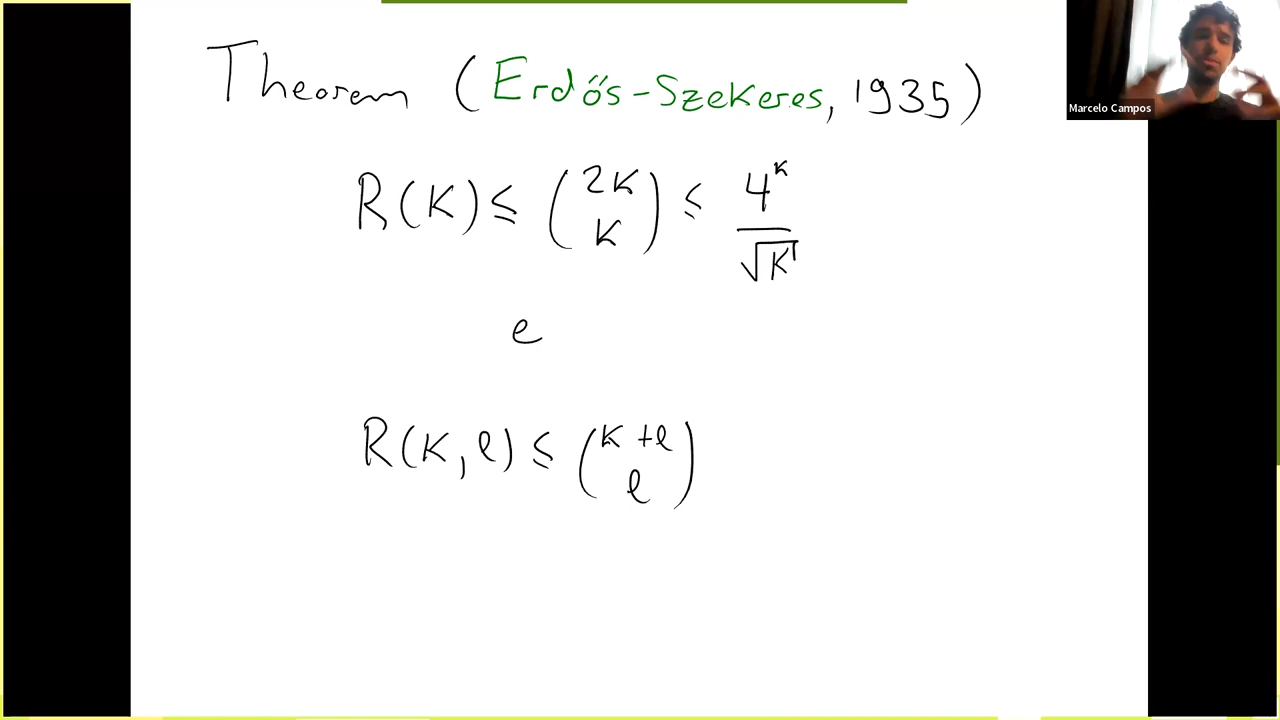 Theorem (Erdős-Szekeres, 1935)
R(K) ≤ (2K K) ≤ 4^K/√K
e
R(K, l) ≤ (K+l l)
Marcelo Campos